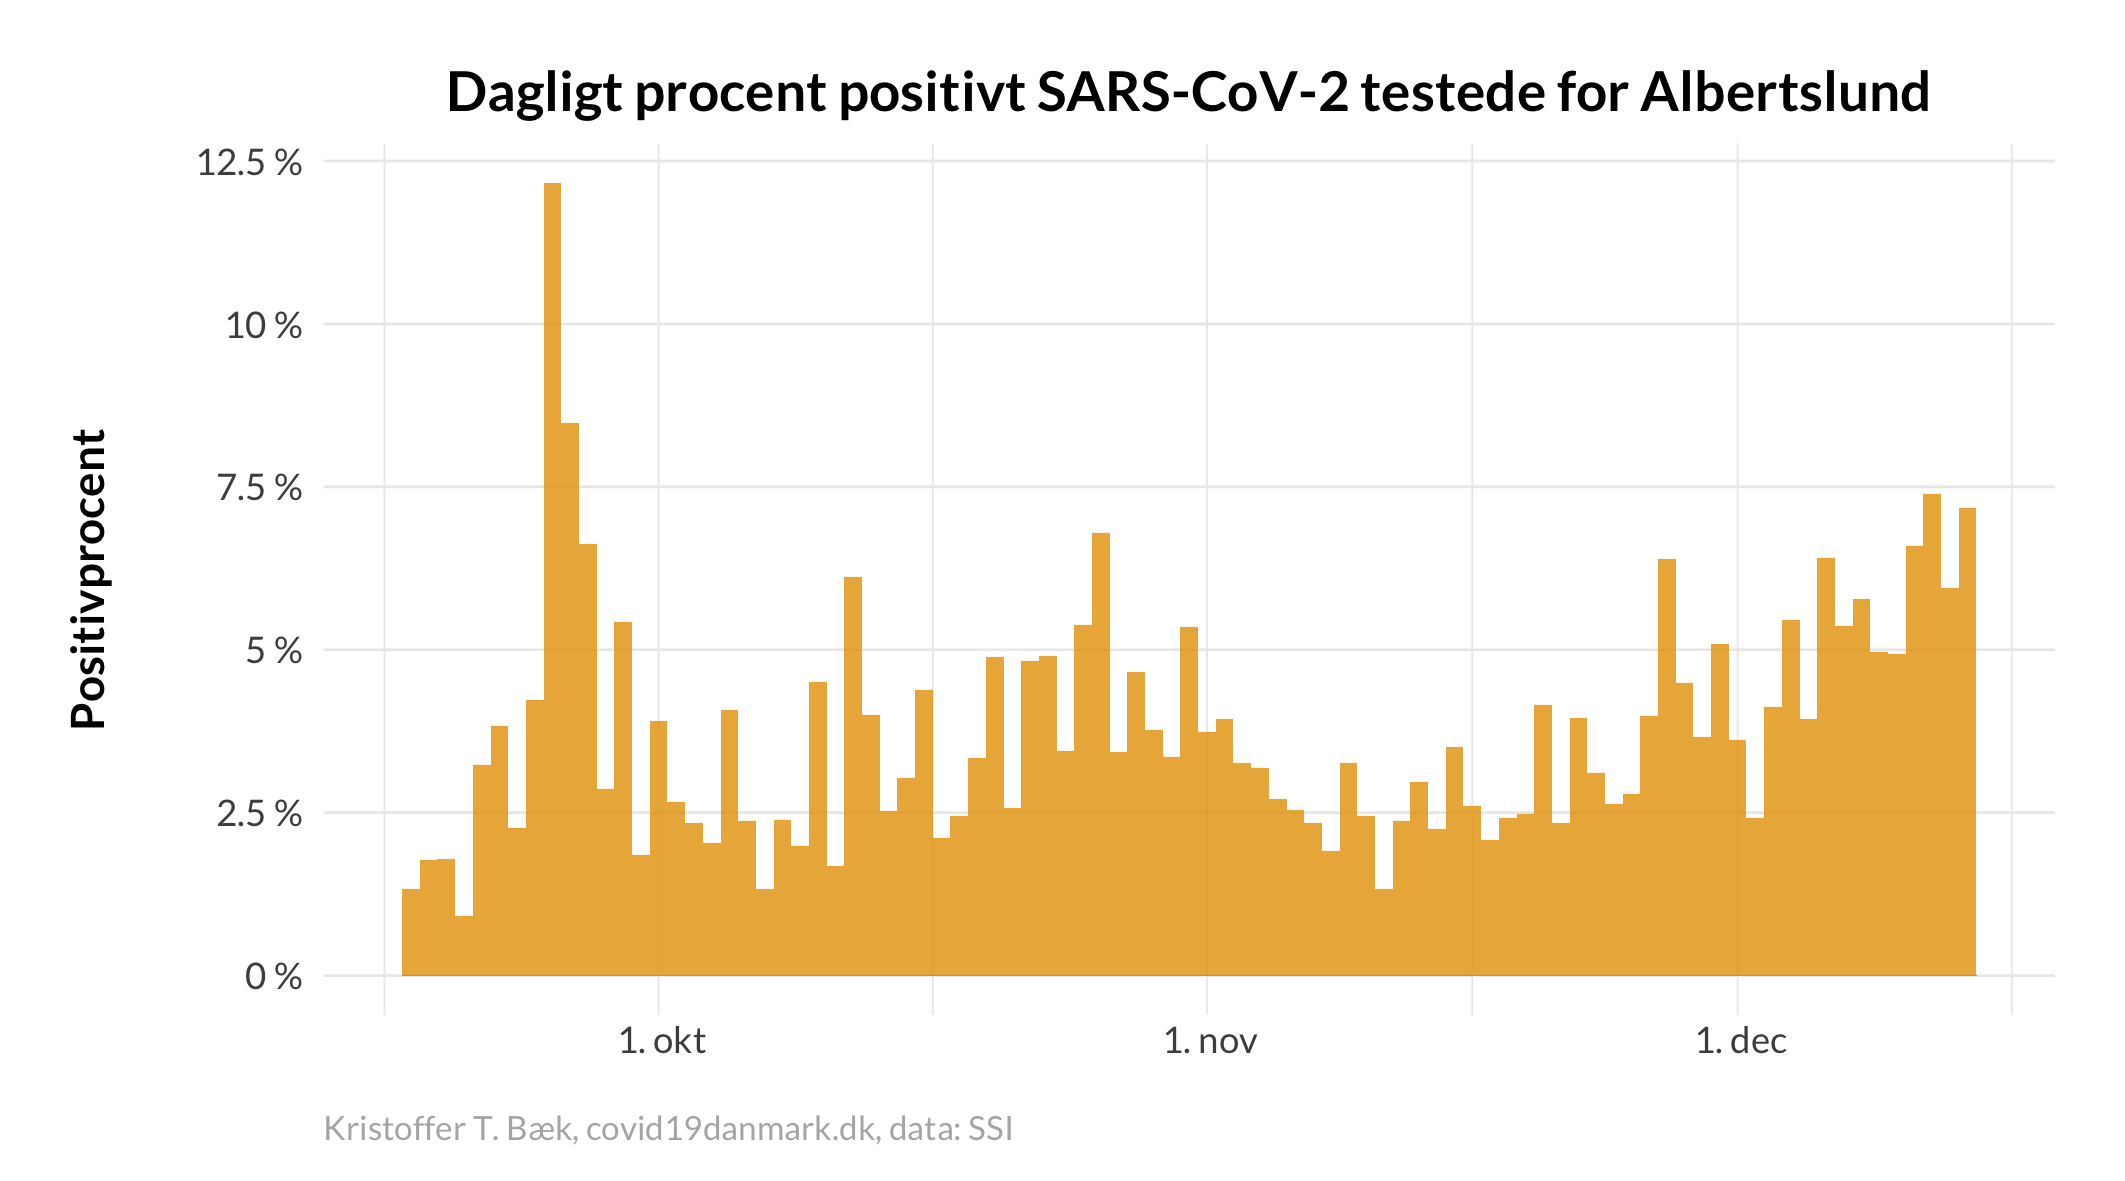 Dagligt procent positivt SARS-CoV-2 testede for Albertslund
Positivprocent
12.5 %
10 %
7.5 %
5 %
2.5 %
0 %
1. okt
1. nov
1. dec
Kristoffer T. Bæk, covid19danmark.dk, data: SSI